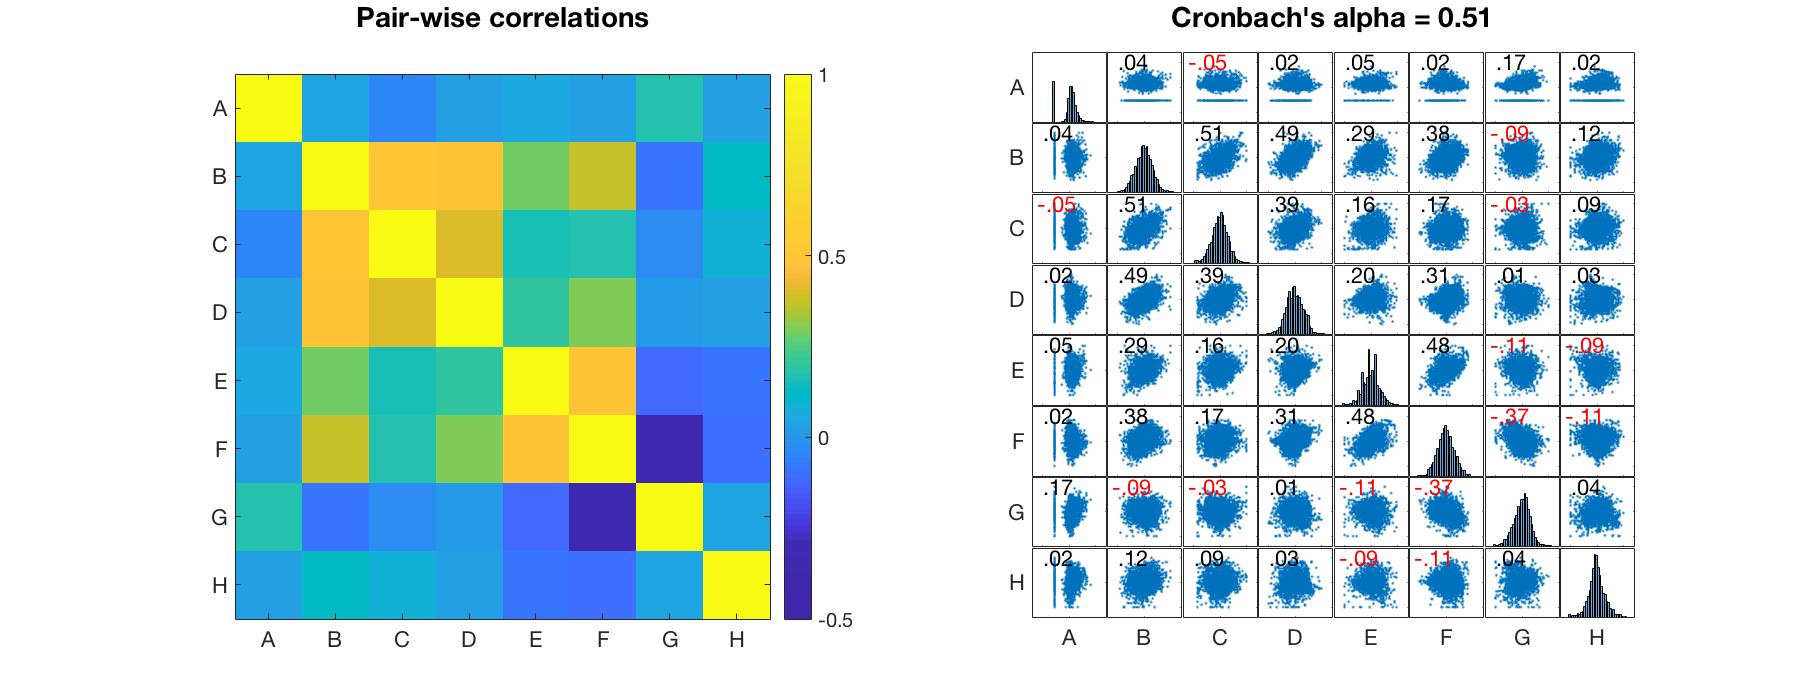 Pair-wise correlations
A
B
C
D
E
F
G
H
A B C D E F G H
1
0.5
0
-0.5
Cronbach's alpha = 0.51
A .04 -.05 .02 .05 .02 .17 .02
B .04 .51 .49 .29 .38 -.09 .12
C -.05 .51 .39 .16 .17 -.03 .09
D .02 .49 .39 .20 .31 .01 .03
E .05 .29 .16 .20 .48 -.11 -.09
F .02 .38 .17 .31 .48 -.37 -.11
G .17 -.09 -.03 .01 -.11 -.37 .04
H .02 .12 .09 .03 -.09 -.11 .04
A B C D E F G H